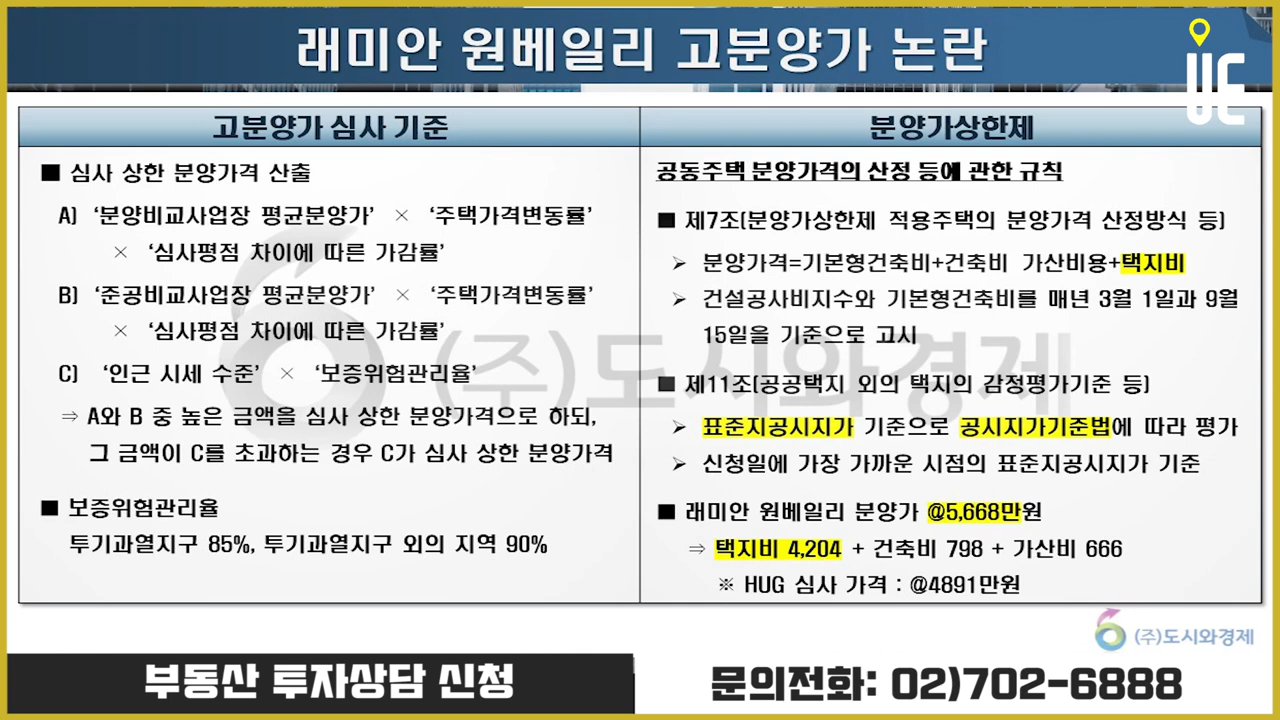 래미안 원베일리 고분양가 논란
UC
고분양가 심사 기준
■ 심사 상한 분양가격 산출
A) ‘분양비교사업장 평균분양가’ × ‘주택가격변동률’
× ‘심사평점 차이에 따른 가감률’
B) ‘준공비교사업장 평균분양가’ × ‘주택가격변동률’
× ‘심사평점 차이에 따른 가감률’
C) ‘인근 시세 수준’ × ‘보증위험관리율’
⇒ A와 B 중 높은 금액을 심사 상한 분양가격으로 하되,
그 금액이 C를 초과하는 경우 C가 심사 상한 분양가격
■ 보증위험관리율
투기과열지구 85%, 투기과열지구 외의 지역 90%
분양가상한제
공동주택 분양가격의 산정 등에 관한 규칙
■ 제7조(분양가상한제 적용주택의 분양가격 산정방식 등)
➢ 분양가격=기본형건축비+건축비 가산비용+택지비
➢ 건설공사비지수와 기본형건축비를 매년 3월 1일과 9월
15일을 기준으로 고시
■ 제11조(공공택지 외의 택지의 감정평가기준 등)
➢ 표준지공시지가 기준으로 공시지가기준법에 따라 평가
➢ 신청일에 가장 가까운 시점의 표준지공시지가 기준
■ 래미안 원베일리 분양가 @5,668만원
⇒ 택지비 4,204 + 건축비 798 + 가산비 666
※ HUG 심사 가격 : @4891만원
(주)도시와경제
(주)도시와경제
부동산 투자상담 신청
문의전화: 02)702-6888